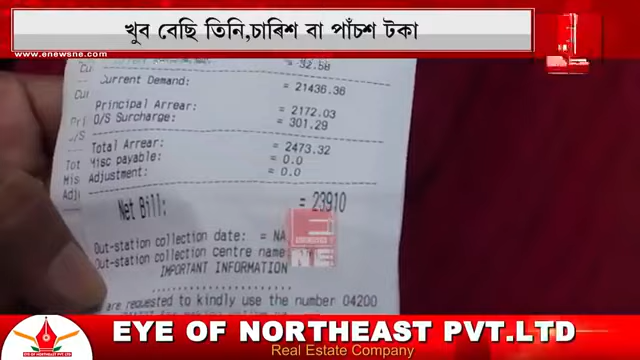 খুব বেছি তিনি,চাৰিশ বা পাঁচশ টকা
www.enewsne.com
Current Demand: = 21436.36
Principal Arrear: = 2172.03
O/S Surcharge: = 301.29
Total Arrear: = 2473.32
Misc payable: = 0.0
Adjustment: = 0.0
Net Bill: = 23910
Out-station collection date: = NA
Out-station collection centre name
IMPORTANT INFORMATION
are requested to kindly use the number 04200
EYE OF NORTHEAST PVT.LTD
Real Estate Company